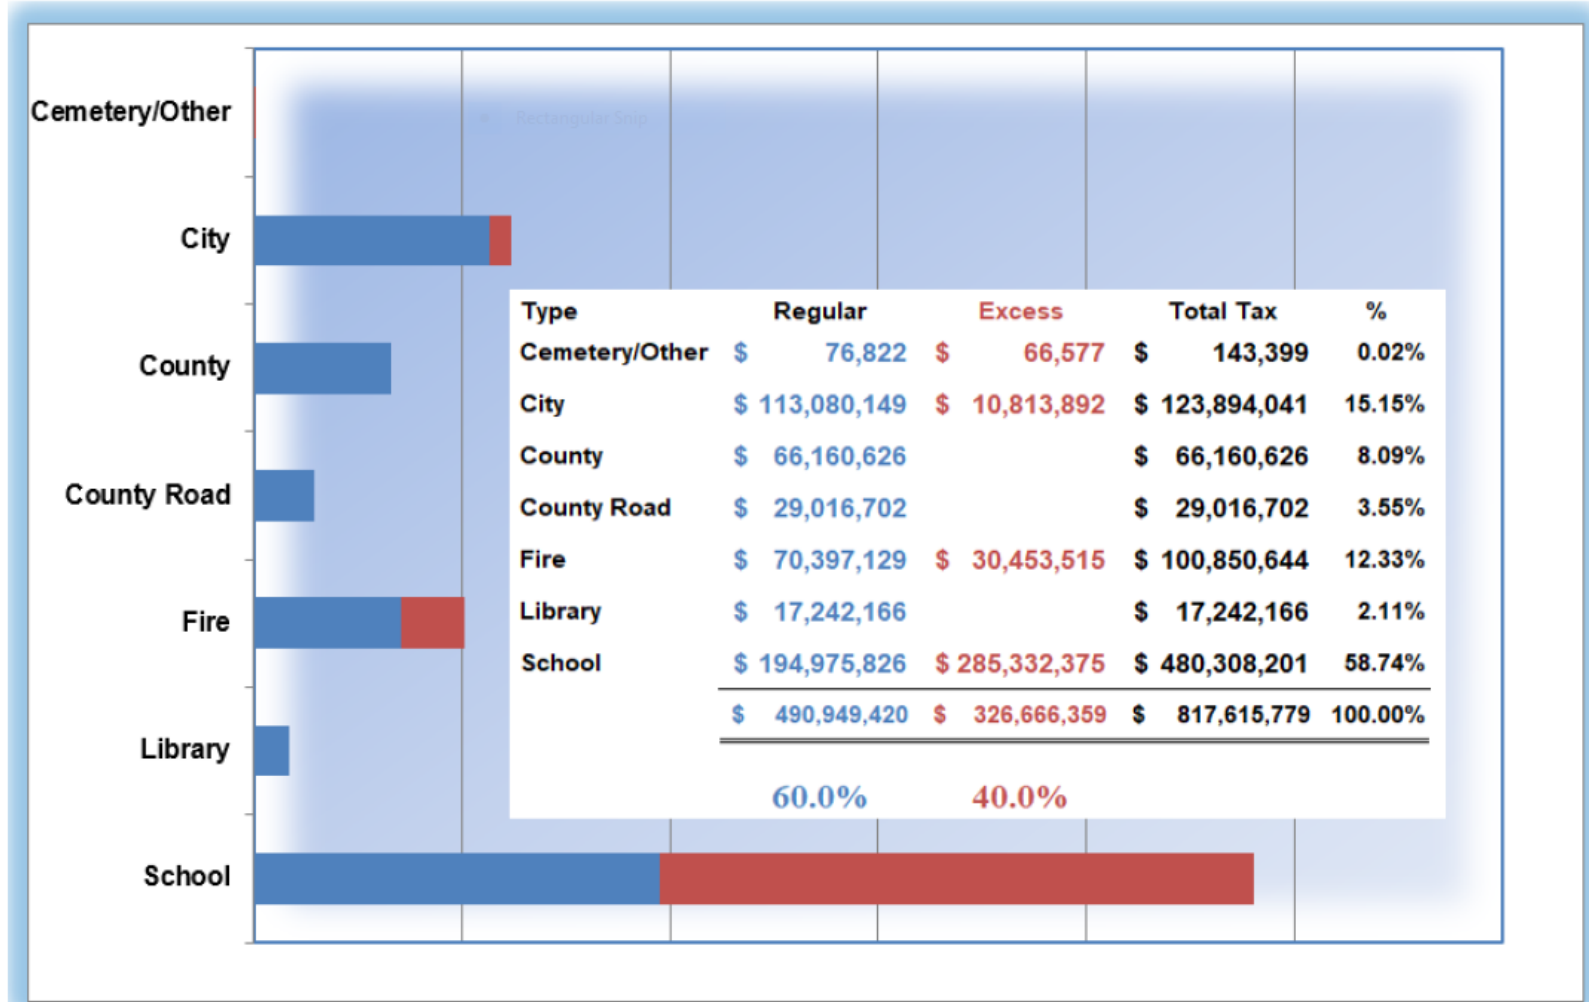 Cemetery/Other
Rectangular Snip
City
County
County Road
Fire
Library
School
Type Regular Excess Total Tax %
Cemetery/Other $ 76,822 $ 66,577 $ 143,399 0.02%
City $ 113,080,149 $ 10,813,892 $ 123,894,041 15.15%
County $ 66,160,626 $ 66,160,626 8.09%
County Road $ 29,016,702 $ 29,016,702 3.55%
Fire $ 70,397,129 $ 30,453,515 $ 100,850,644 12.33%
Library $ 17,242,166 $ 17,242,166 2.11%
School $ 194,975,826 $ 285,332,375 $ 480,308,201 58.74%
$ 490,949,420 $ 326,666,359 $ 817,615,779 100.00%
60.0% 40.0%